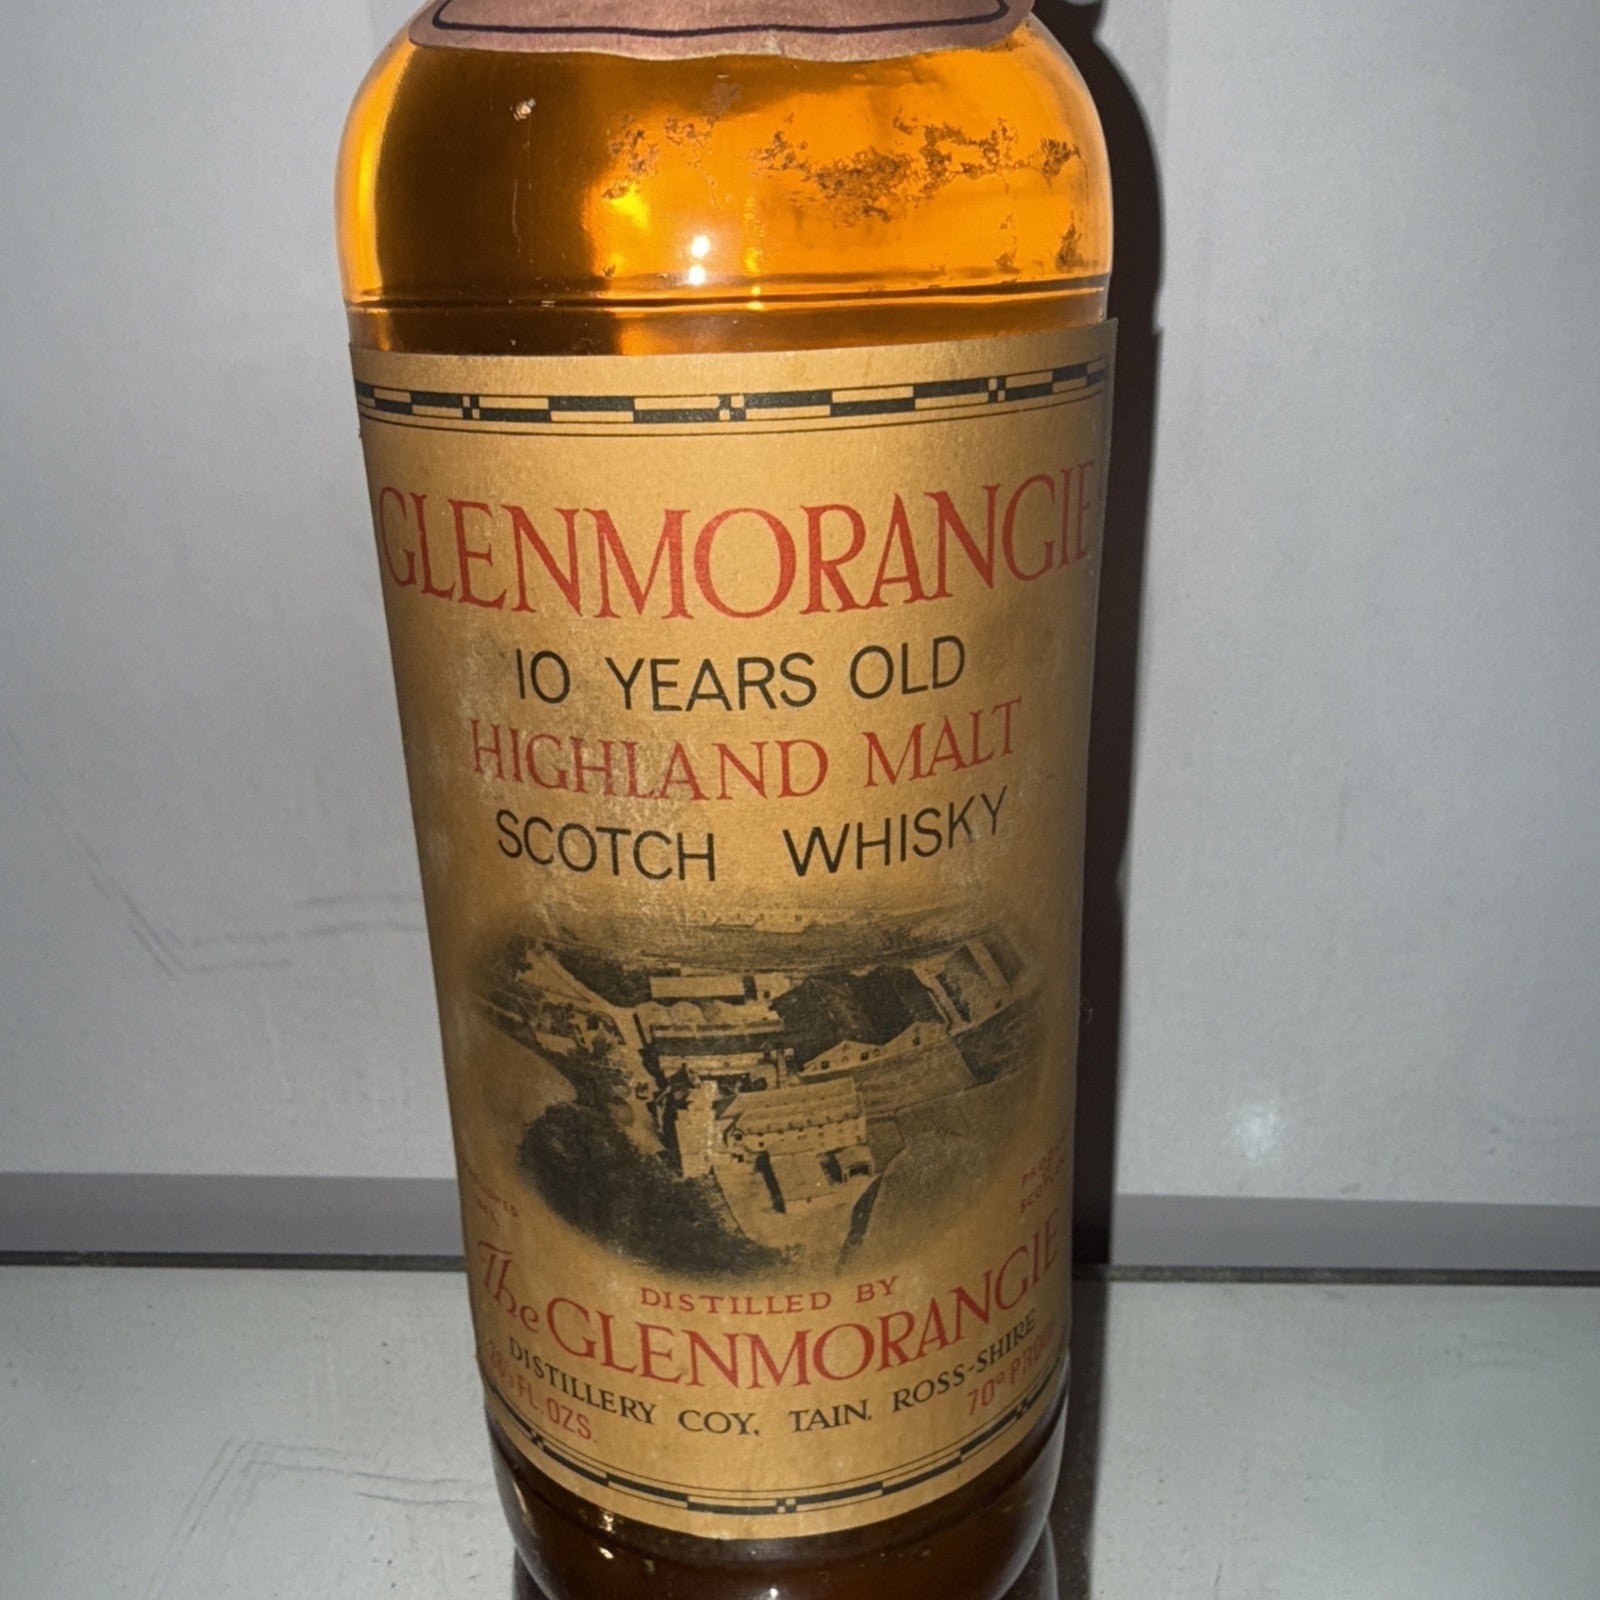 GLENMORANGIE
10 YEARS OLD
HIGHLAND MALT
SCOTCH WHISKY
DISTILLED BY
The GLENMORANGIE
DISTILLERY COY. TAIN. ROSS-SHIRE
FL. OZS.
70° PROOF